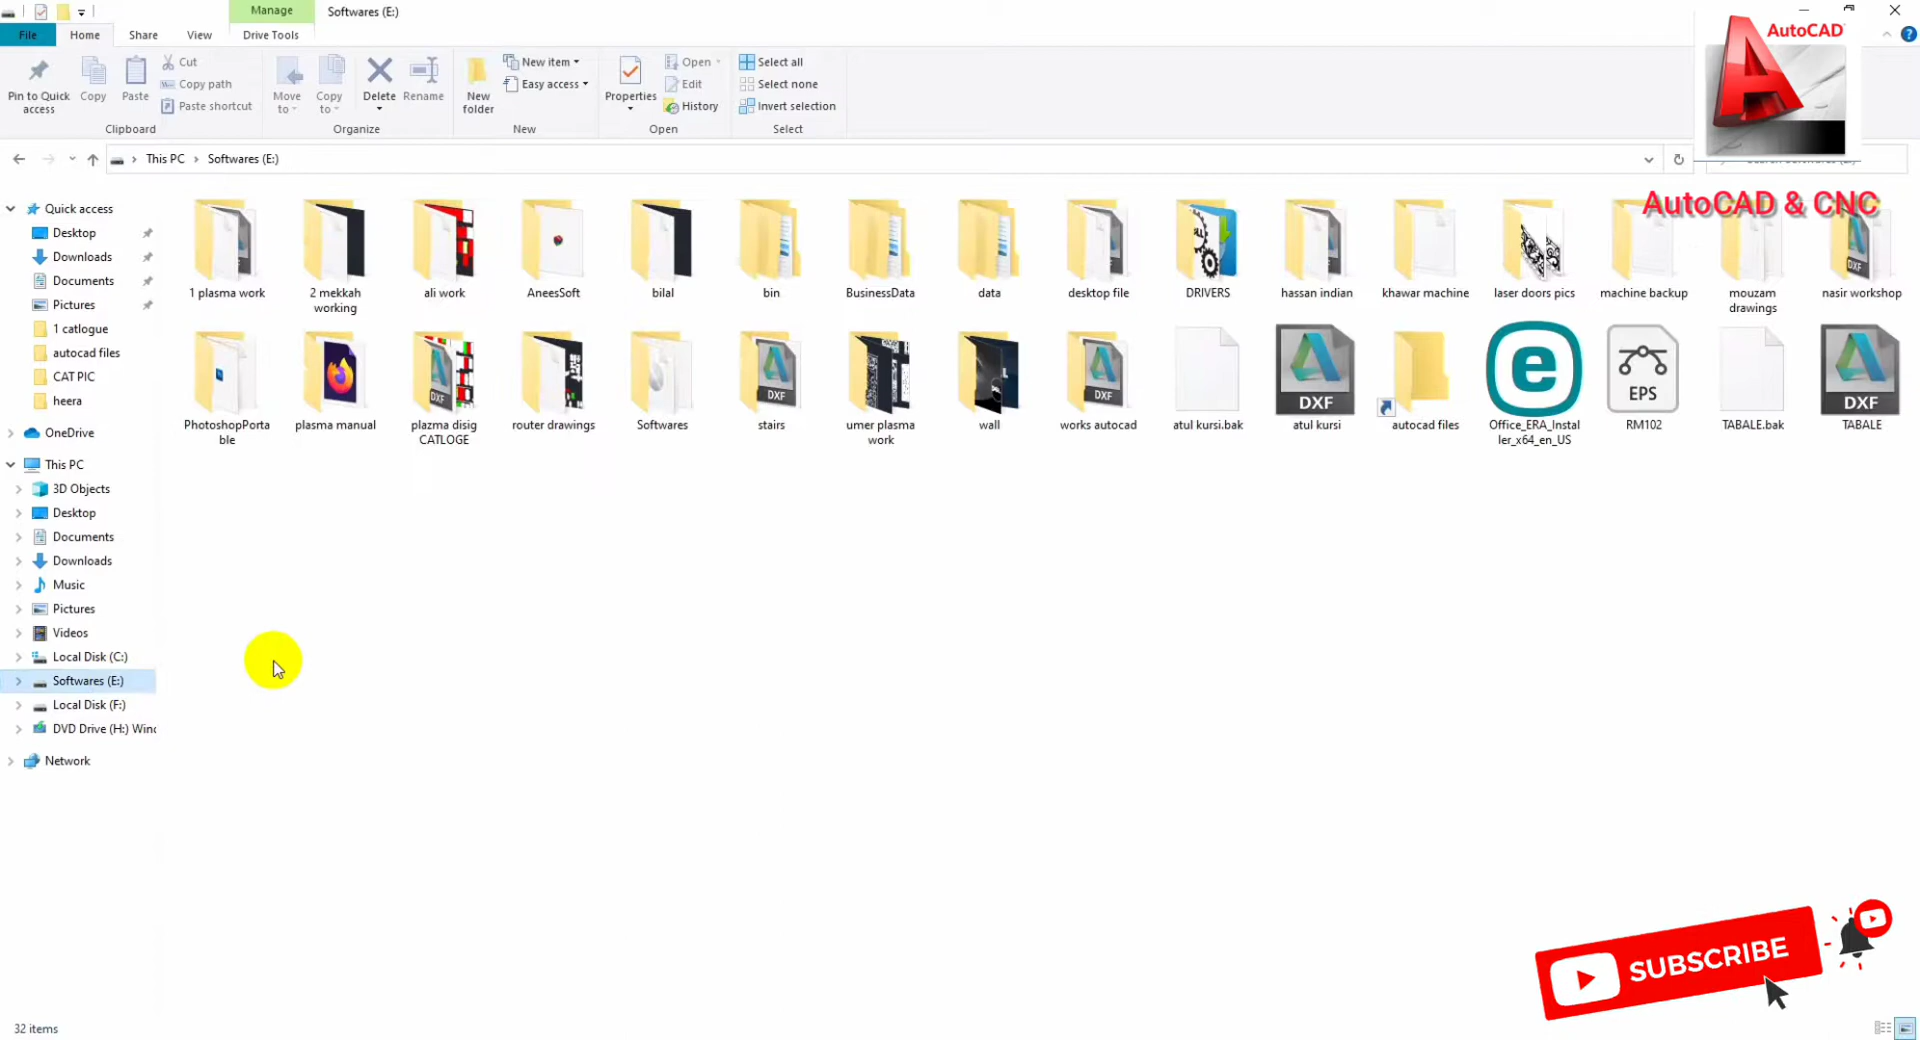 Manage
Softwares (E:)
File
Home
Share
View
Drive Tools
AutoCAD
Pin to Quick access
Copy
Paste
Cut
Copy path
Paste shortcut
Clipboard
Move to
Copy to
Delete
Rename
Organize
New folder
New item
Easy access
New
Properties
Open
Edit
History
Open
Select all
Select none
Invert selection
Select
This PC
Softwares (E:)
AutoCAD & CNC
Quick access
Desktop
Downloads
Documents
Pictures
1 catlogue
autocad files
CAT PIC
heera
OneDrive
This PC
3D Objects
Desktop
Documents
Downloads
Music
Pictures
Videos
Local Disk (C:)
Softwares (E:)
Local Disk (F:)
DVD Drive (H:) Winc
Network
1 plasma work
2 mekkah
working
ali work
AneesSoft
bilal
bin
BusinessData
data
desktop file
DRIVERS
hassan indian
khawar machine
laser doors pics
machine backup
mouzam
drawings
DXF
nasir workshop
PhotoshopPorta
ble
plasma manual
DXF
plazma disig
CATLOGE
router drawings
Softwares
DXF
stairs
umer plasma
work
wall
DXF
works autocad
atul kursi.bak
DXF
atul kursi
autocad files
e
Office_ERA_Instal
ler_x64_en_US
EPS
RM102
TABALE.bak
DXF
TABALE
SUBSCRIBE
32 items